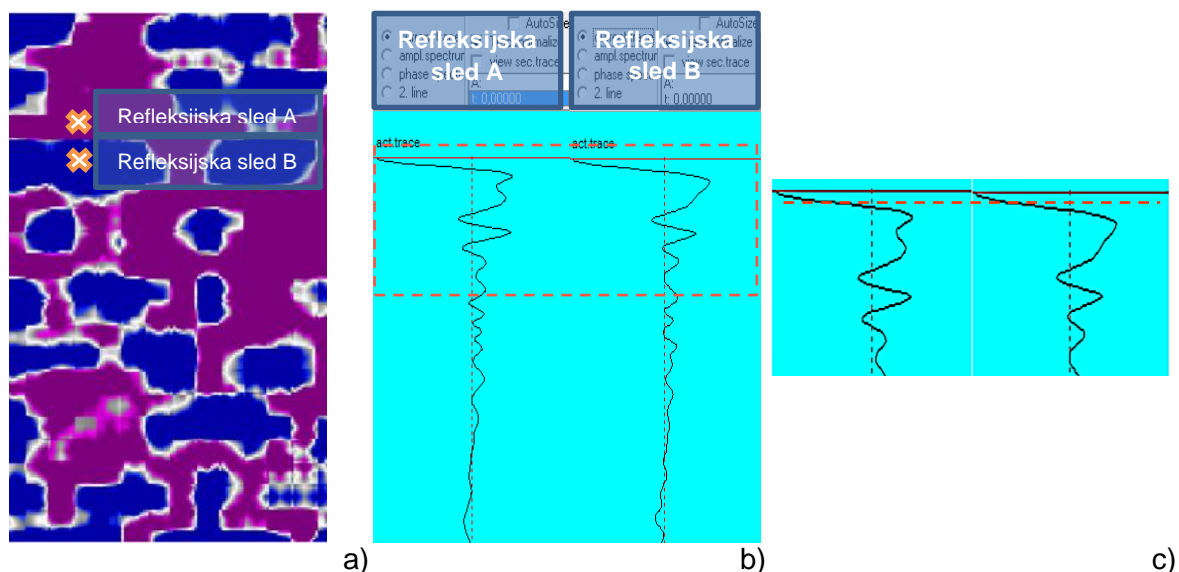 Refleksijska sled A
Refleksijska sled B
a)
AutoSize
Refleksijska
sled A
ampl.spectrum
view sec.trace
phase
2. line
A:
t: 0.00000
AutoSize
Refleksijska
sled B
ampl.spectrum
view sec.trace
phase
2. line
A:
t: 0.00000
act.trace
act.trace
b)
c)